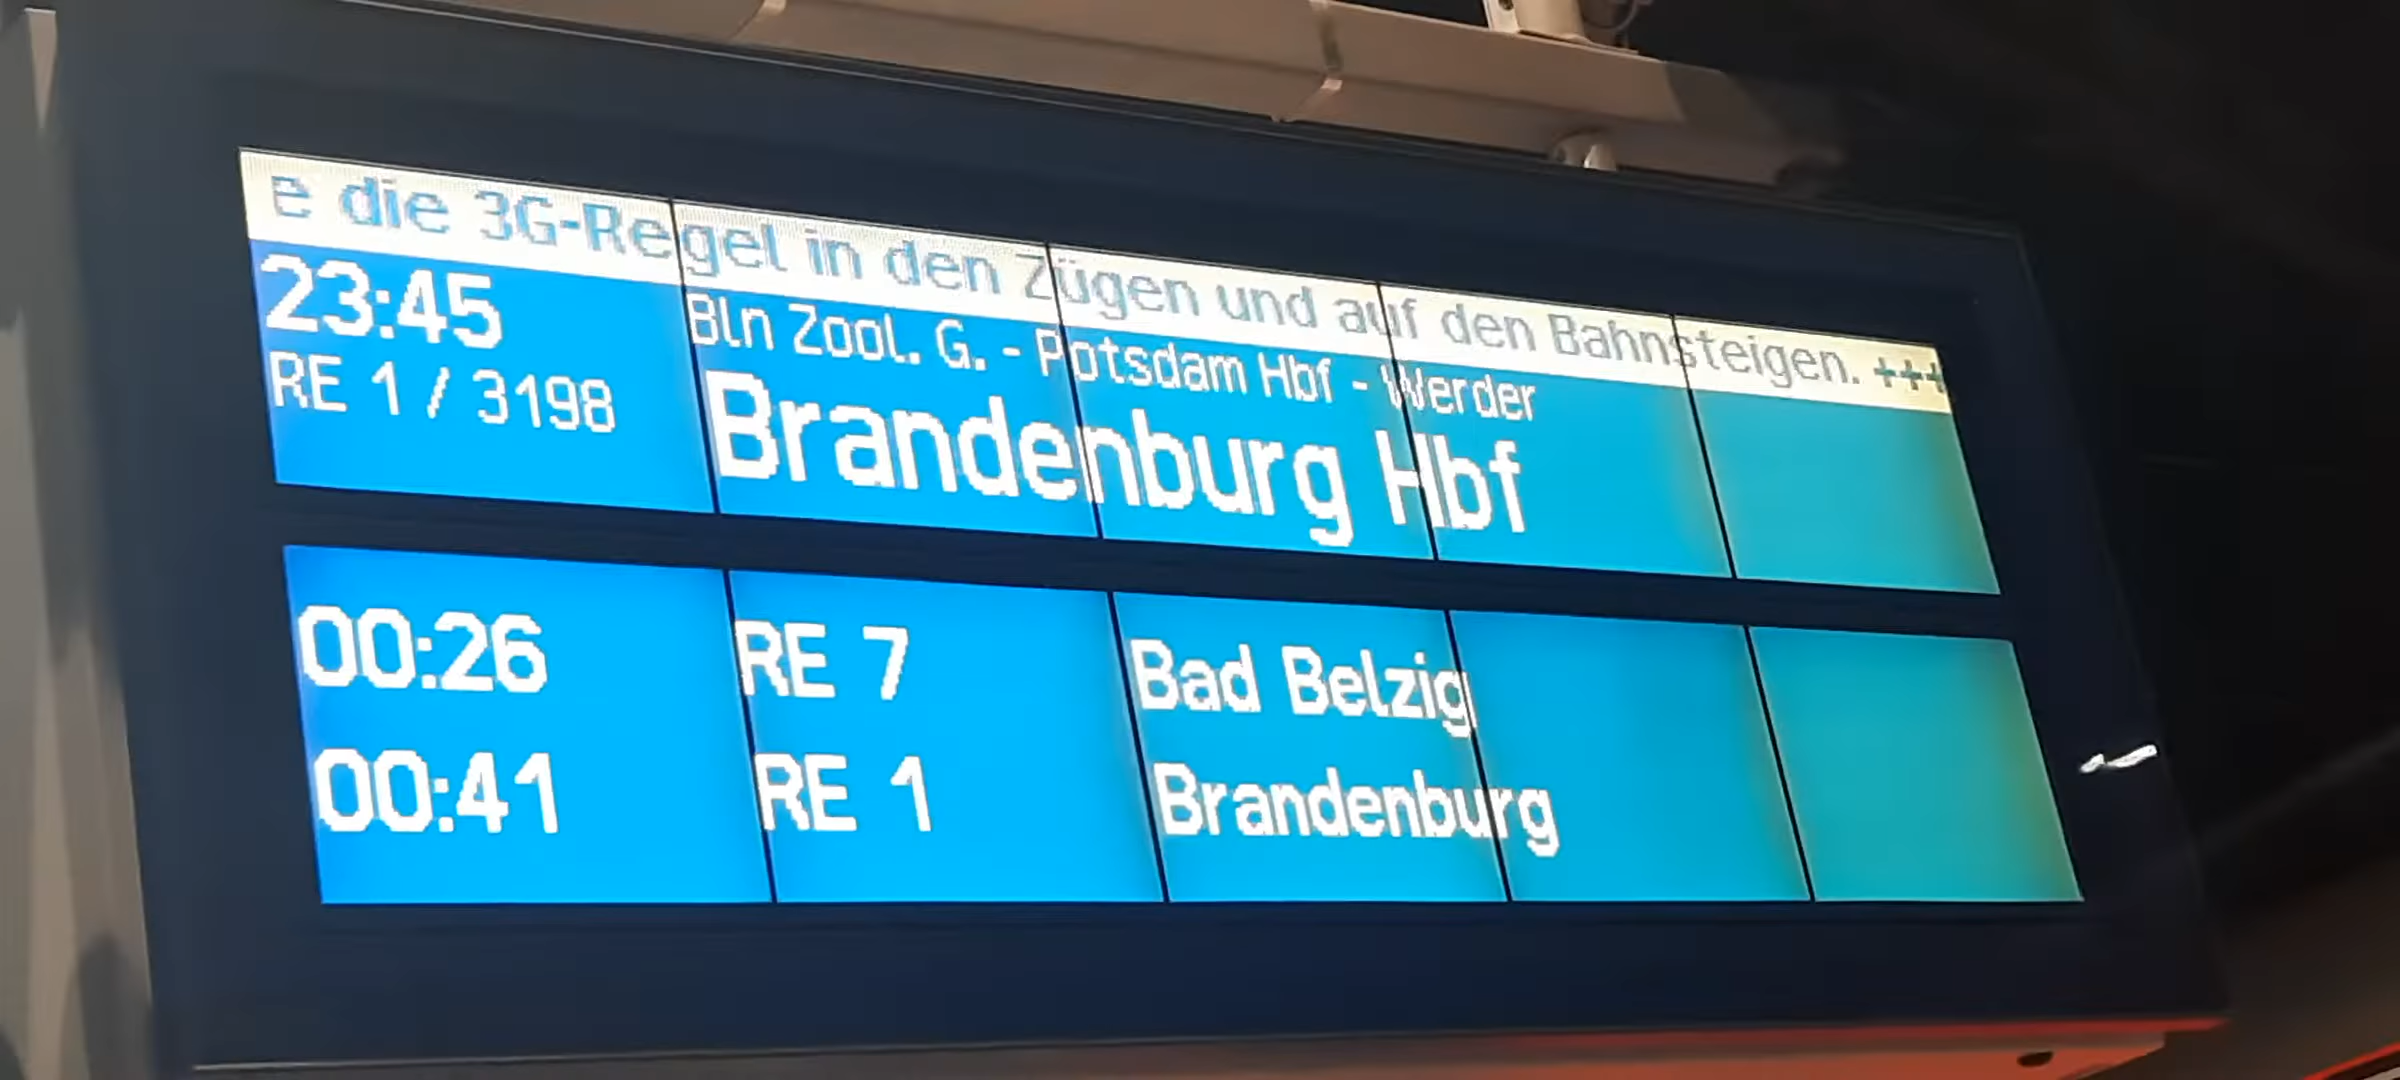 e die 3G-Regel in den Zügen und auf den Bahnsteigen. +++
23:45
Bln Zool. G. - Potsdam Hbf - Werder
RE 1 / 3198
Brandenburg Hbf
00:26 RE 7 Bad Belzig
00:41 RE 1 Brandenburg